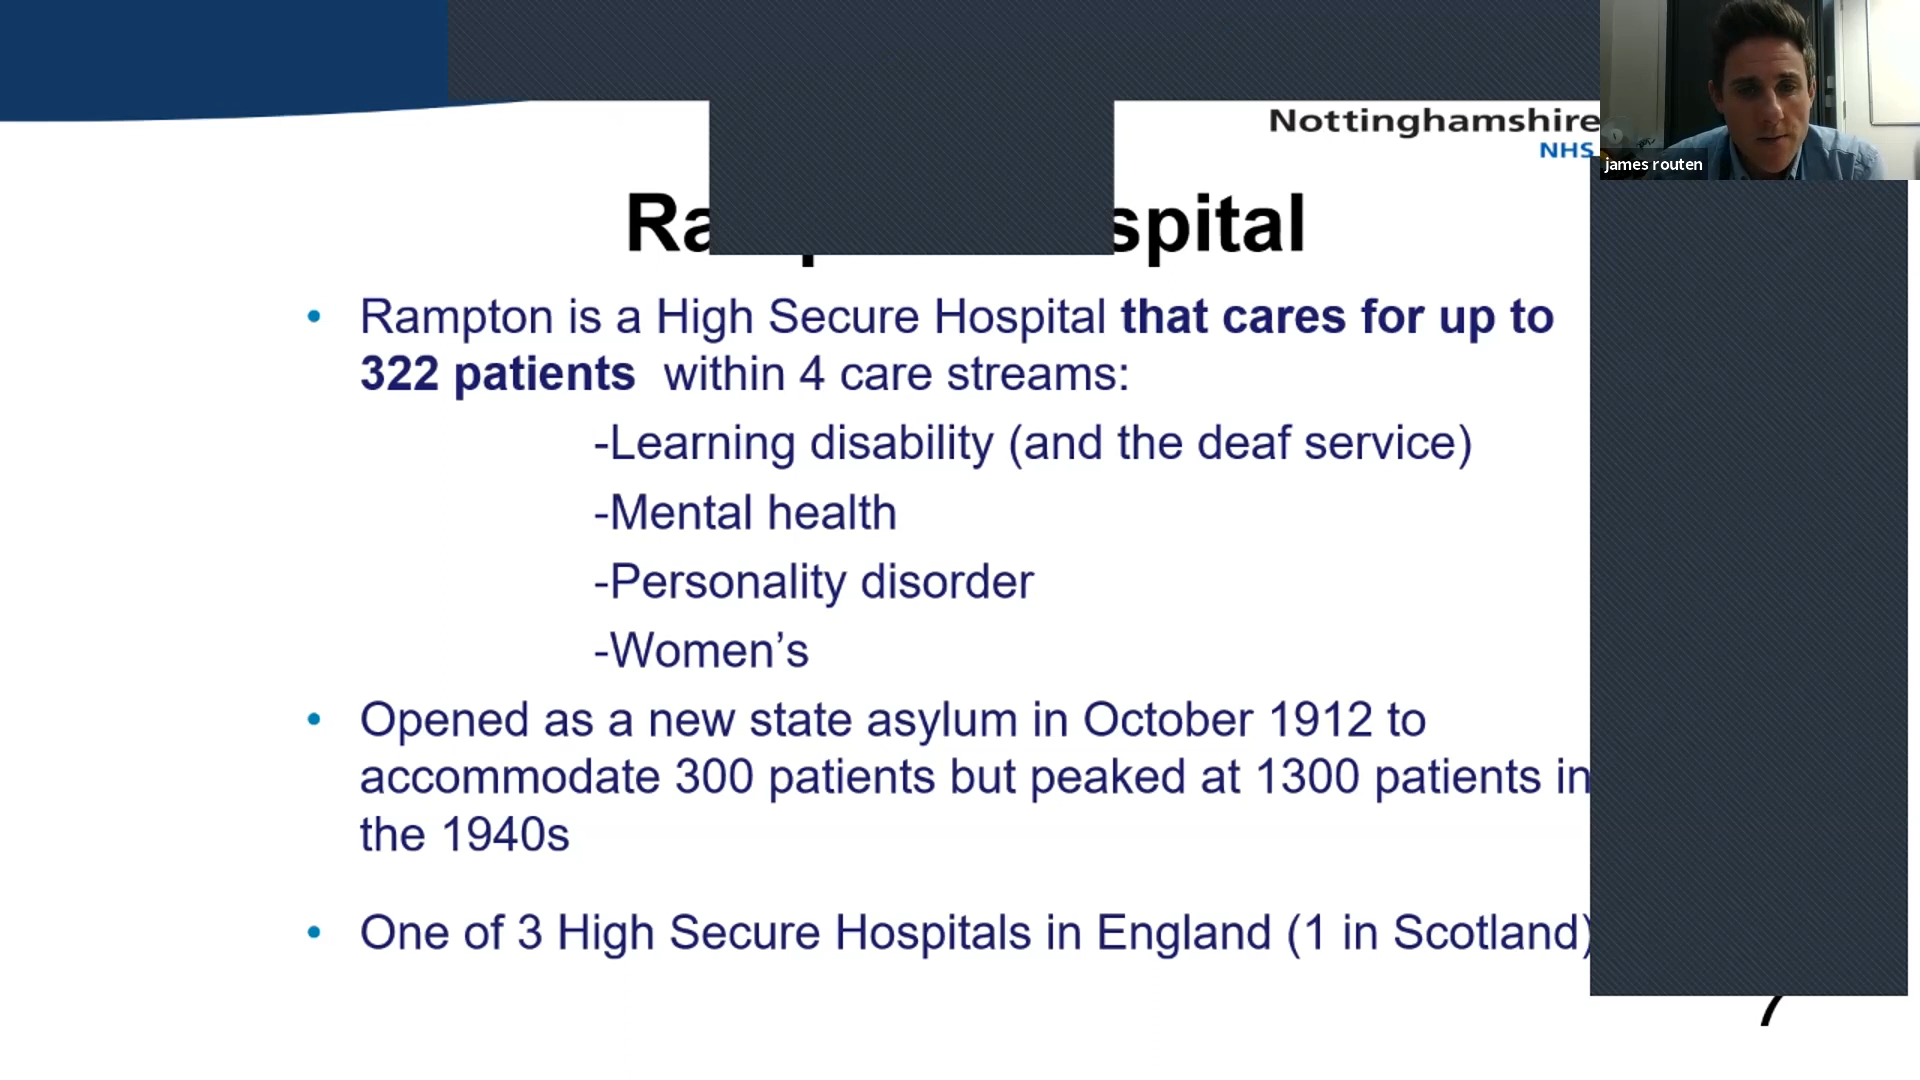 Nottinghamshire
NHS
james routen
spital
• Rampton is a High Secure Hospital that cares for up to
322 patients within 4 care streams:
-Learning disability (and the deaf service)
-Mental health
-Personality disorder
-Women’s
• Opened as a new state asylum in October 1912 to
accommodate 300 patients but peaked at 1300 patients in
the 1940s
• One of 3 High Secure Hospitals in England (1 in Scotland)